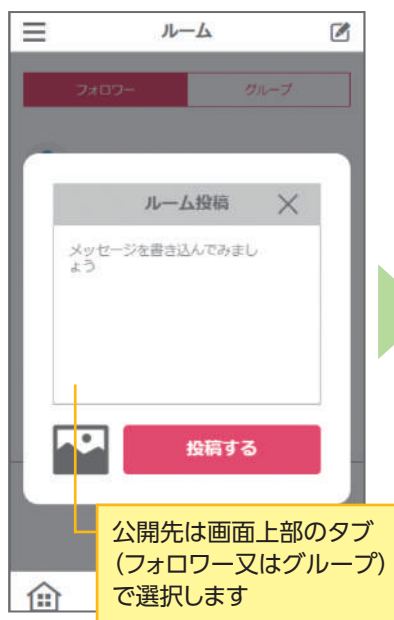 ルーム
フォロワー
グループ
ルーム投稿
メッセージを書き込んでみまし
ょう
投稿する
公開先は画面上部のタブ
（フォロワー又はグループ）
で選択します